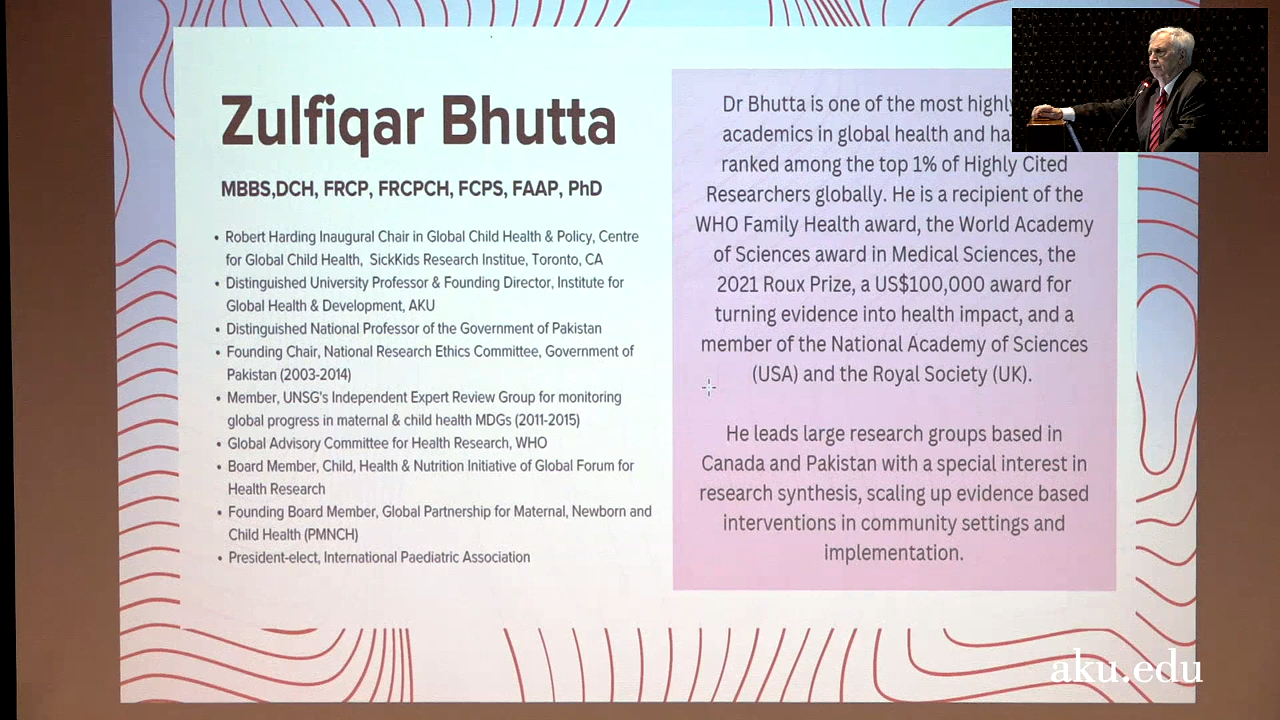 Zulfiqar Bhutta
MBBS,DCH, FRCP, FRCPCH, FCPS, FAAP, PhD
• Robert Harding Inaugural Chair in Global Child Health & Policy, Centre
for Global Child Health, SickKids Research Institue, Toronto, CA
• Distinguished University Professor & Founding Director, Institute for
Global Health & Development, AKU
• Distinguished National Professor of the Government of Pakistan
• Founding Chair, National Research Ethics Committee, Government of
Pakistan (2003-2014)
• Member, UNSG's Independent Expert Review Group for monitoring
global progress in maternal & child health MDGs (2011-2015)
• Global Advisory Committee for Health Research, WHO
• Board Member, Child, Health & Nutrition Initiative of Global Forum for
Health Research
• Founding Board Member, Global Partnership for Maternal, Newborn and
Child Health (PMNCH)
• President-elect, International Paediatric Association
Dr Bhutta is one of the most highly
academics in global health and
ranked among the top 1% of Highly Cited
Researchers globally. He is a recipient of the
WHO Family Health award, the World Academy
of Sciences award in Medical Sciences, the
2021 Roux Prize, a US$100,000 award for
turning evidence into health impact, and a
member of the National Academy of Sciences
(USA) and the Royal Society (UK).
He leads large research groups based in
Canada and Pakistan with a special interest in
research synthesis, scaling up evidence based
interventions in community settings and
implementation.
aku.edu